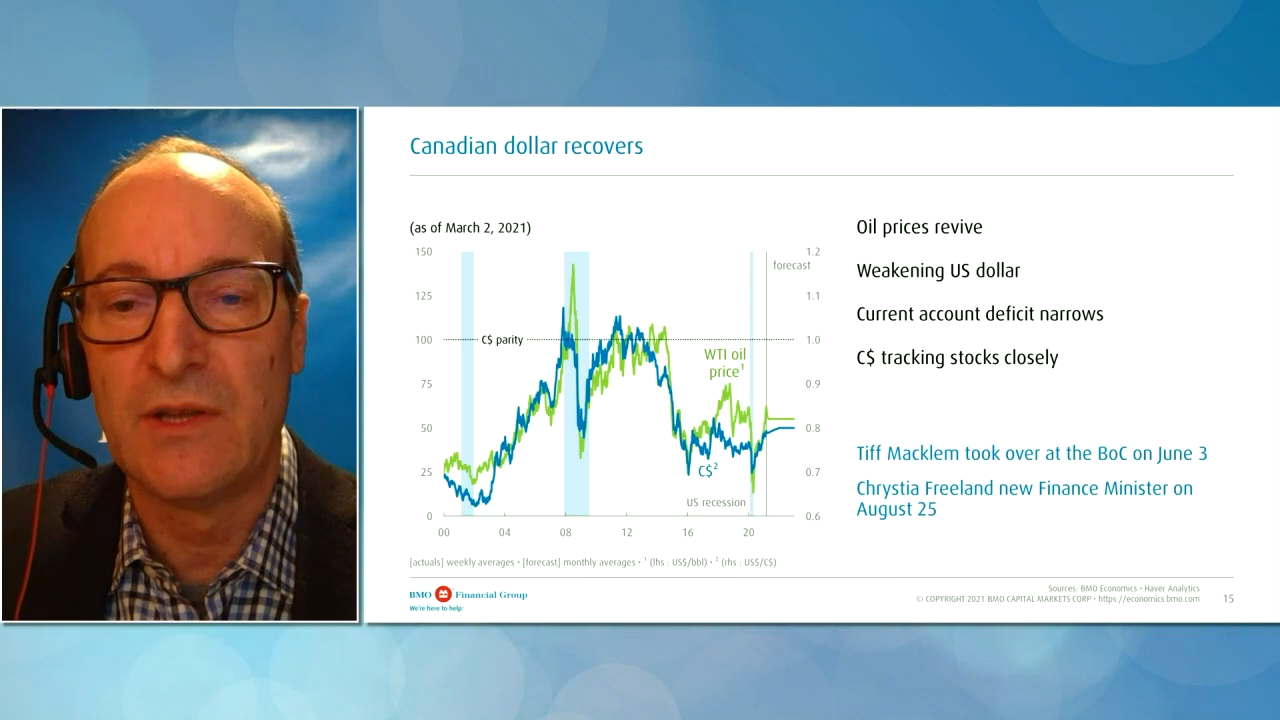 Canadian dollar recovers
(as of March 2, 2021)
150
125
100
75
50
25
0
1.2
1.1
1.0
0.9
0.8
0.7
0.6
forecast
C$ parity
WTI oil
price¹
C$²
US recession
00 04 08 12 16 20
[actuals] weekly averages • [forecast] monthly averages • ¹ (lhs : US$/bbl) • ² (rhs : US$/C$)
Oil prices revive
Weakening US dollar
Current account deficit narrows
C$ tracking stocks closely
Tiff Macklem took over at the BoC on June 3
Chrystia Freeland new Finance Minister on
August 25
BMO Financial Group
We're here to help.
Sources: BMO Economics • Haver Analytics
© COPYRIGHT 2021 BMO CAPITAL MARKETS CORP • https://economics.bmo.com
15